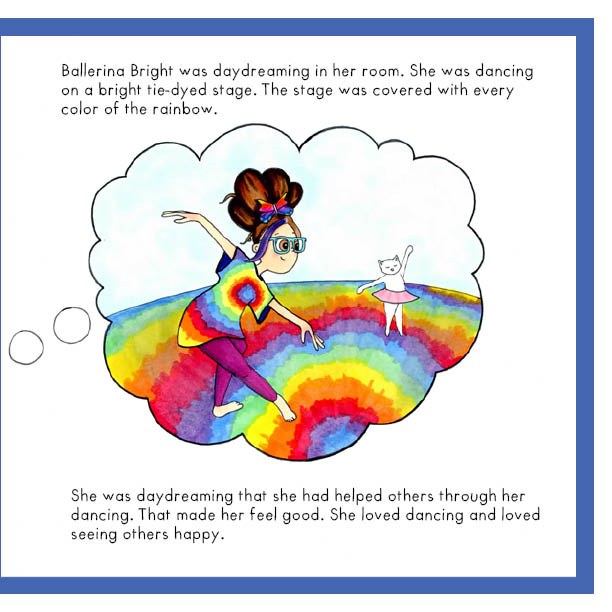 Ballerina Bright was daydreaming in her room. She was dancing
on a bright tie-dyed stage. The stage was covered with every
color of the rainbow.
She was daydreaming that she had helped others through her
dancing. That made her feel good. She loved dancing and loved
seeing others happy.